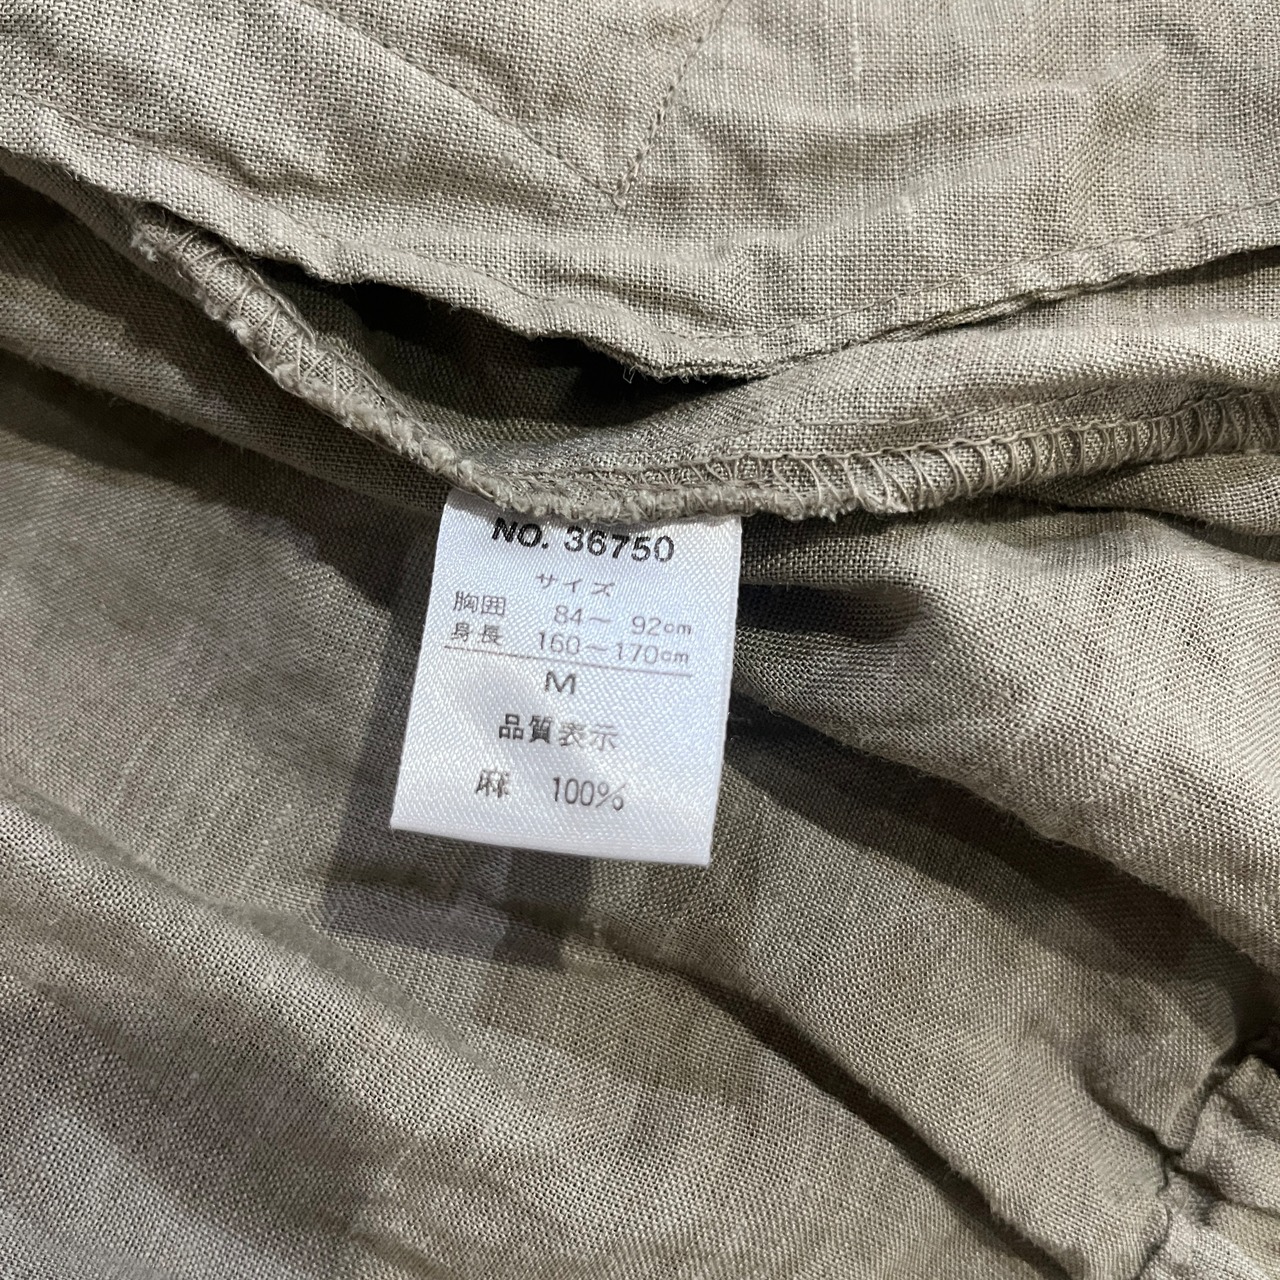 NO. 36750
サイズ
胸囲 84～ 92cm
身長 160～170cm
M
品質表示
麻 100%